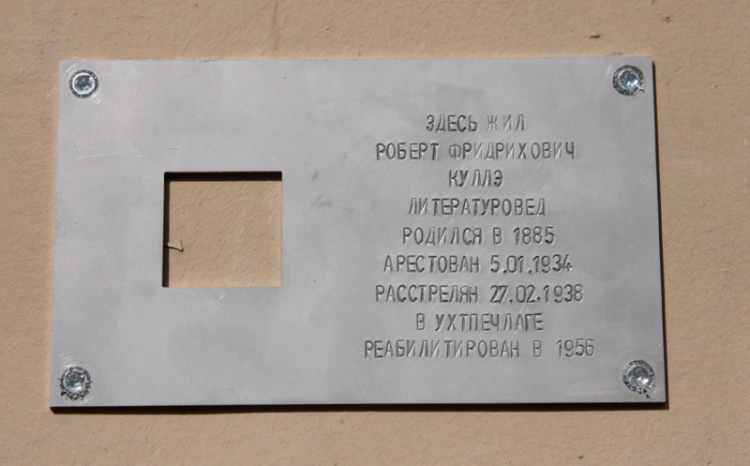 ЗДЕСЬ ЖИЛ
РОБЕРТ ФРИДРИХОВИЧ
КУЛЛЭ
ЛИТЕРАТУРОВЕД
РОДИЛСЯ В 1885
АРЕСТОВАН 5.01.1934
РАССТРЕЛЯН 27.02.1938
В УХТПЕЧЛАГЕ
РЕАБИЛИТИРОВАН В 1956